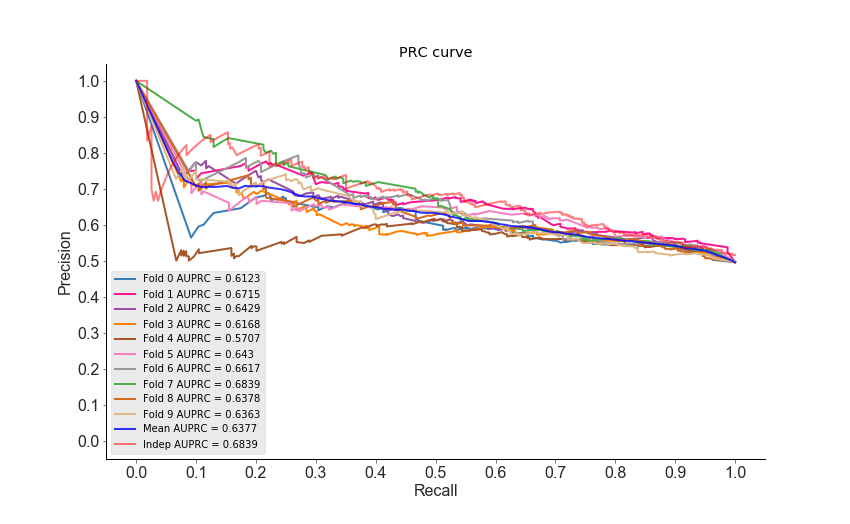 PRC curve
1.0
0.9
0.8
0.7
0.6
0.5
0.4
0.3
0.2
0.1
0.0
Precision
Fold 0 AUPRC = 0.6123
Fold 1 AUPRC = 0.6715
Fold 2 AUPRC = 0.6429
Fold 3 AUPRC = 0.6168
Fold 4 AUPRC = 0.5707
Fold 5 AUPRC = 0.643
Fold 6 AUPRC = 0.6617
Fold 7 AUPRC = 0.6839
Fold 8 AUPRC = 0.6378
Fold 9 AUPRC = 0.6363
Mean AUPRC = 0.6377
Indep AUPRC = 0.6839
0.0 0.1 0.2 0.3 0.4 0.5 0.6 0.7 0.8 0.9 1.0
Recall